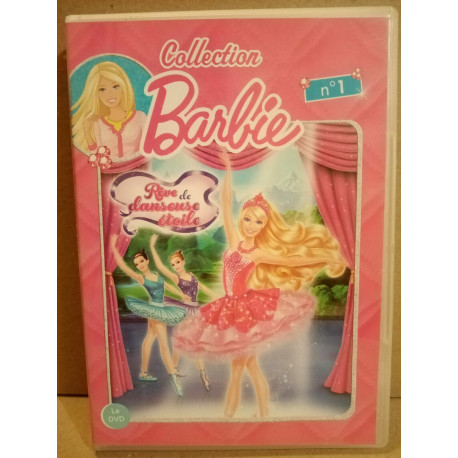 Collection
Barbie
n°1
Rêve de
danseuse
étoile
Le
DVD